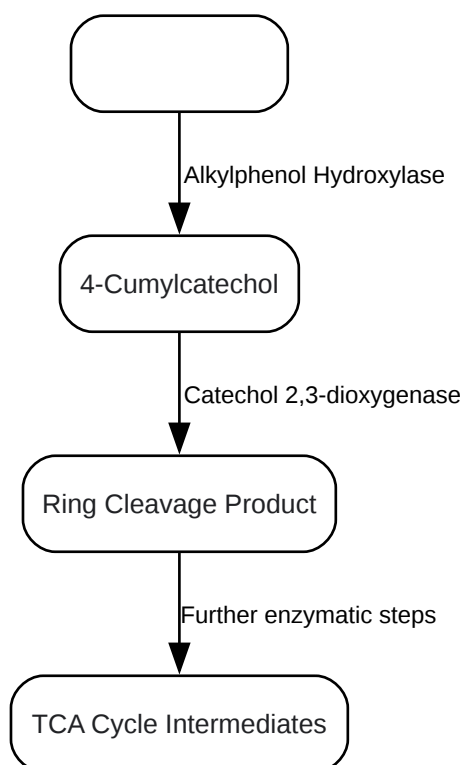 Alkylphenol Hydroxylase
4-Cumylcatechol
Catechol 2,3-dioxygenase
Ring Cleavage Product
Further enzymatic steps
TCA Cycle Intermediates